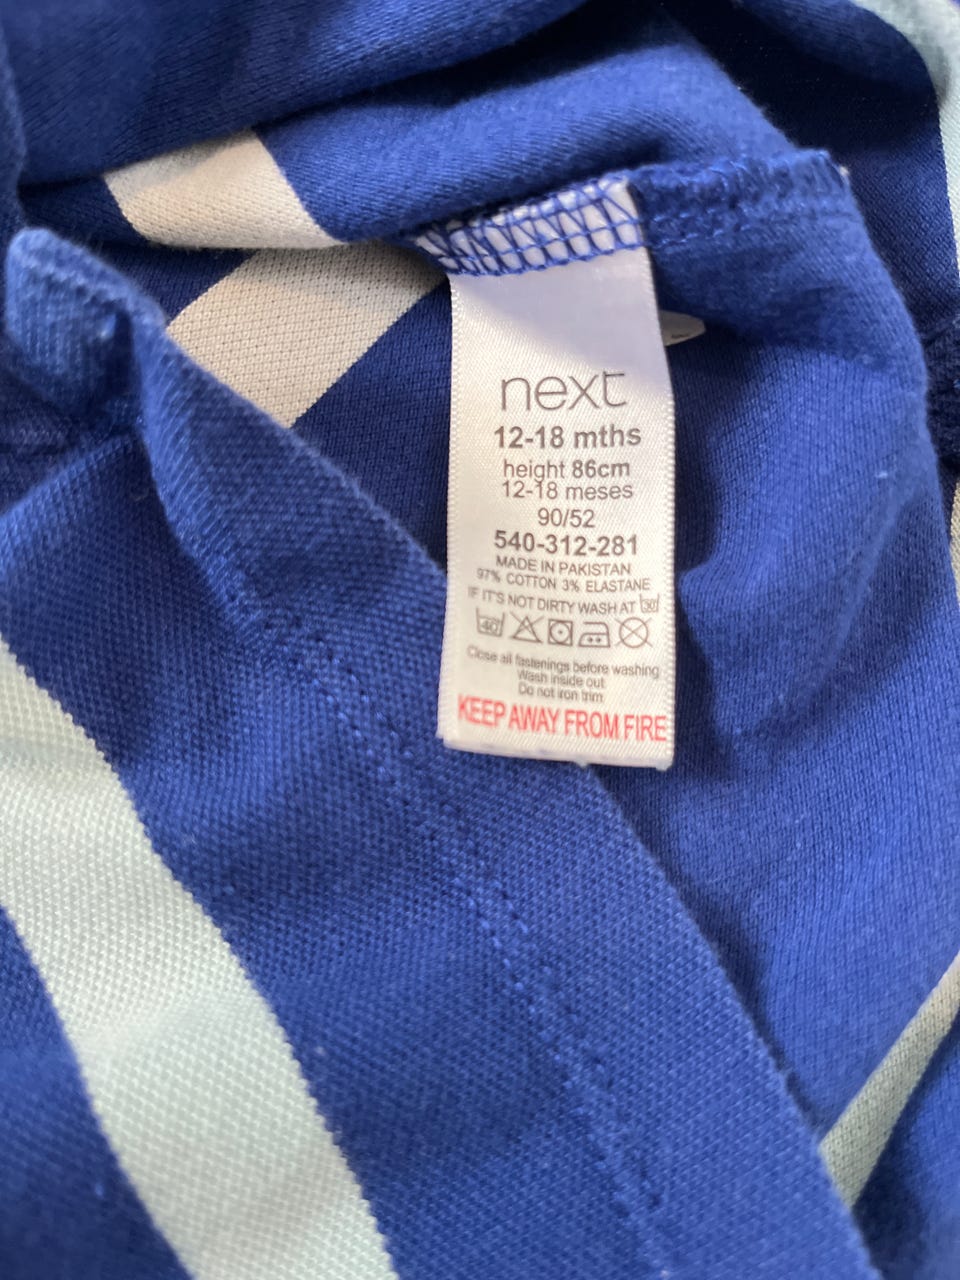 next
12-18 mths
height 86cm
12-18 meses
90/52
540-312-281
MADE IN PAKISTAN
97% COTTON 3% ELASTANE
IF IT'S NOT DIRTY WASH AT 30
40
Close all fastenings before washing
Wash inside out
Do not iron trim
KEEP AWAY FROM FIRE